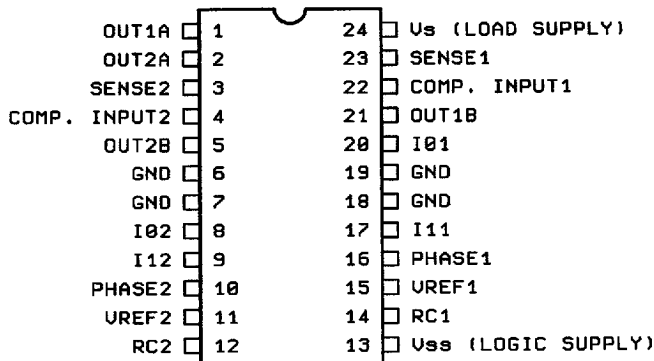 OUT1A 1 24 Vs (LOAD SUPPLY)
OUT2A 2 23 SENSE1
SENSE2 3 22 COMP. INPUT1
COMP. INPUT2 4 21 OUT1B
OUT2B 5 20 I01
GND 6 19 GND
GND 7 18 GND
I02 8 17 I11
I12 9 16 PHASE1
PHASE2 10 15 VREF1
VREF2 11 14 RC1
RC2 12 13 Vss (LOGIC SUPPLY)